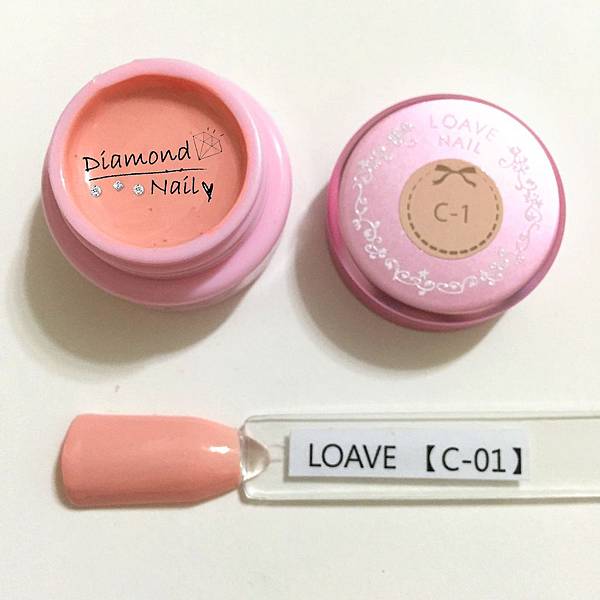 Diamond
Nail
LOAVE
NAIL
C-1
LOAVE 【C-01】